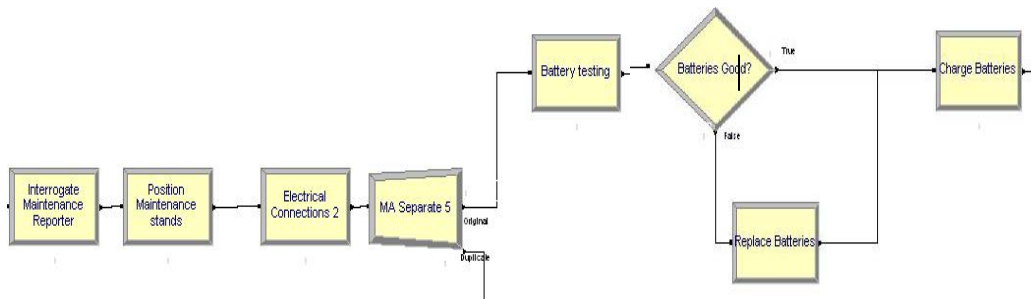 Interrogate
Maintenance
Reporter
Position
Maintenance
stands
Electrical
Connections 2
MA Separate 5
Original
Duplicate
Battery testing
Batteries Good?
True
False
Replace Batteries
Charge Batteries